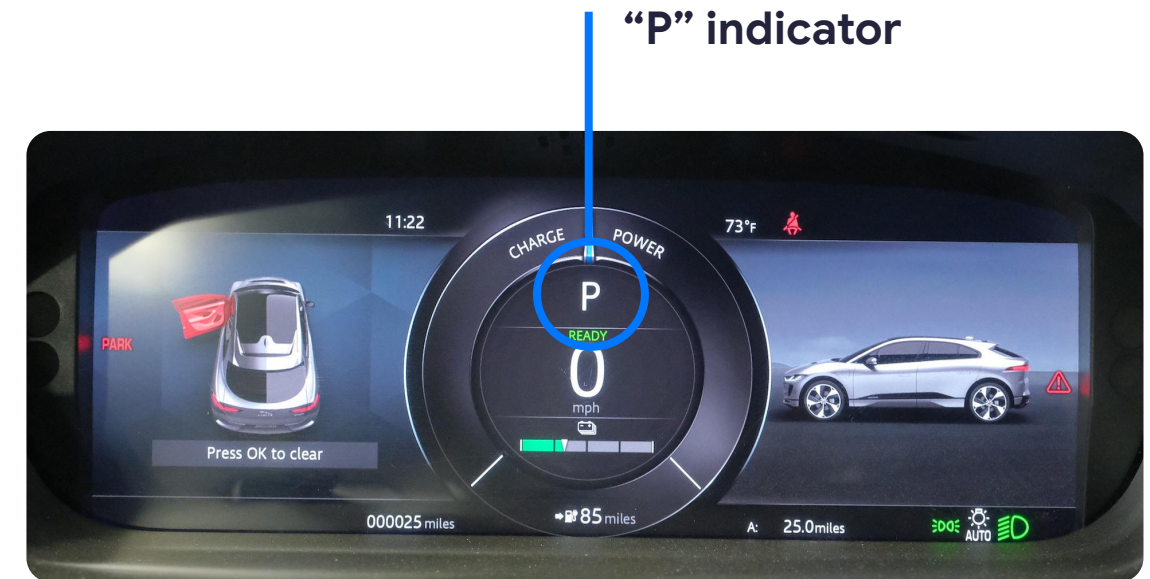 “P” indicator
11:22
73°F
CHARGE
POWER
P
READY
PARK
0
mph
Press OK to clear
000025 miles
85 miles
A: 25.0miles
AUTO